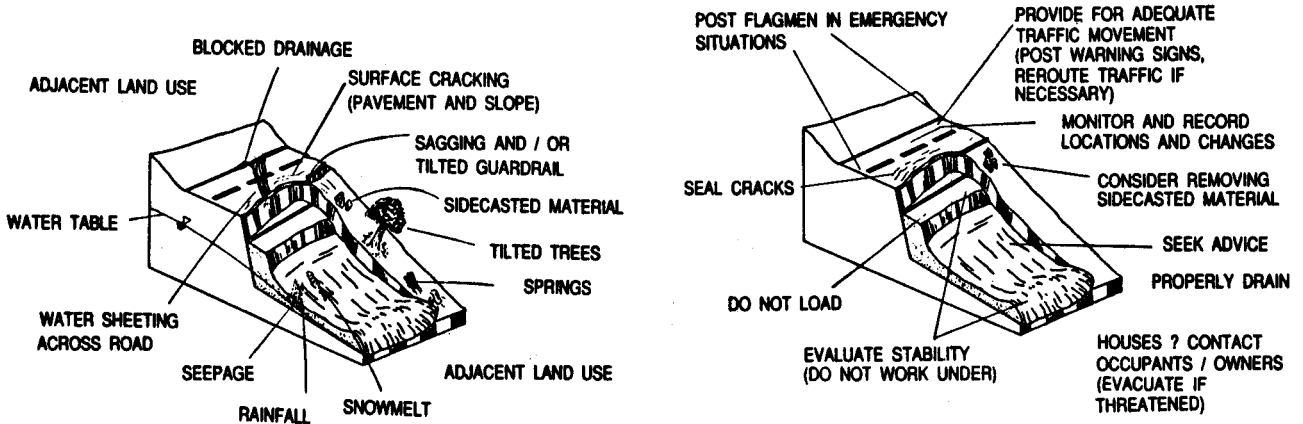 BLOCKED DRAINAGE
ADJACENT LAND USE
SURFACE CRACKING
(PAVEMENT AND SLOPE)
SAGGING AND / OR
TILTED GUARDRAIL
SIDECASTED MATERIAL
WATER TABLE
TILTED TREES
SPRINGS
WATER SHEETING
ACROSS ROAD
SEEPAGE
ADJACENT LAND USE
RAINFALL
SNOWMELT
POST FLAGMEN IN EMERGENCY
SITUATIONS
PROVIDE FOR ADEQUATE
TRAFFIC MOVEMENT
(POST WARNING SIGNS,
REROUTE TRAFFIC IF
NECESSARY)
MONITOR AND RECORD
LOCATIONS AND CHANGES
SEAL CRACKS
CONSIDER REMOVING
SIDECASTED MATERIAL
SEEK ADVICE
PROPERLY DRAIN
DO NOT LOAD
EVALUATE STABILITY
(DO NOT WORK UNDER)
HOUSES ? CONTACT
OCCUPANTS / OWNERS
(EVACUATE IF
THREATENED)